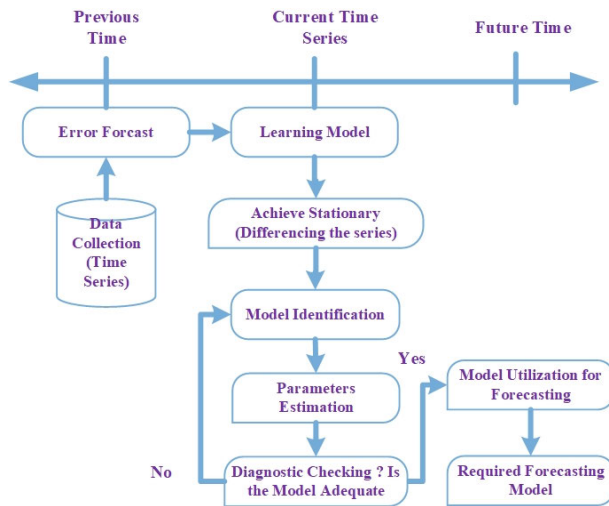 Previous
Time
Current Time
Series
Future Time
Error Forcast
Learning Model
Data
Collection
(Time
Series)
Achieve Stationary
(Differencing the series)
Model Identification
Parameters
Estimation
Yes
Model Utilization for
Forecasting
No
Diagnostic Checking ? Is
the Model Adequate
Required Forecasting
Model